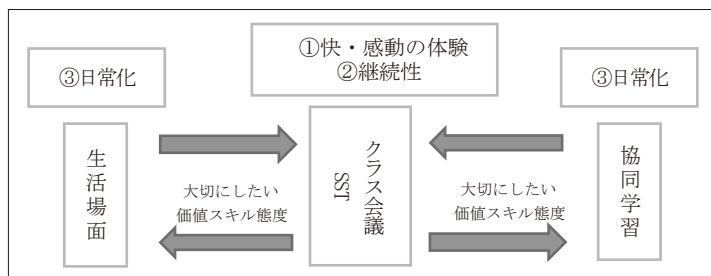 ①快・感動の体験
②継続性
③日常化
③日常化
生活場面
大切にしたい
価値スキル態度
クラス会議
SST
大切にしたい
価値スキル態度
協同学習